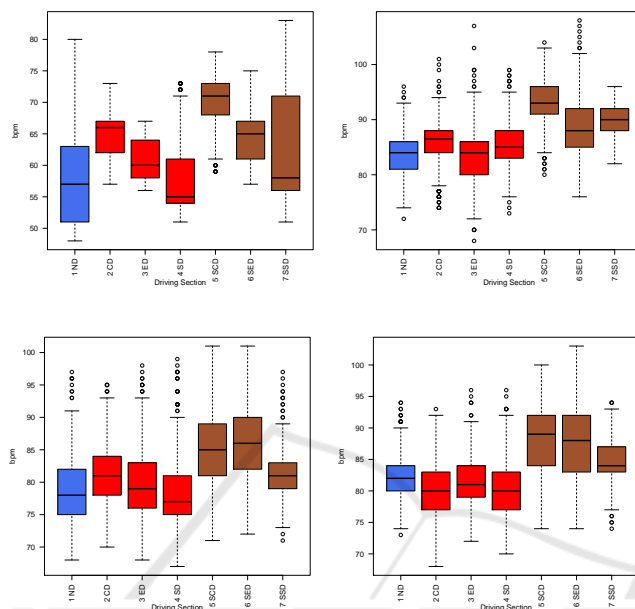 bpm
80
75
70
65
60
55
50
1 ND
2 CD
3 ED
4 SD
5 SCD
6 SED
7 SSD
Driving Section
bpm
100
90
80
70
1 ND
2 CD
3 ED
4 SD
5 SCD
6 SED
7 SSD
Driving Section
bpm
100
95
90
85
80
75
70
1 ND
2 CD
3 ED
4 SD
5 SCD
6 SED
7 SSD
Driving Section
bpm
100
95
90
85
80
75
70
1 ND
2 CD
3 ED
4 SD
5 SCD
6 SED
7 SSD
Driving Section